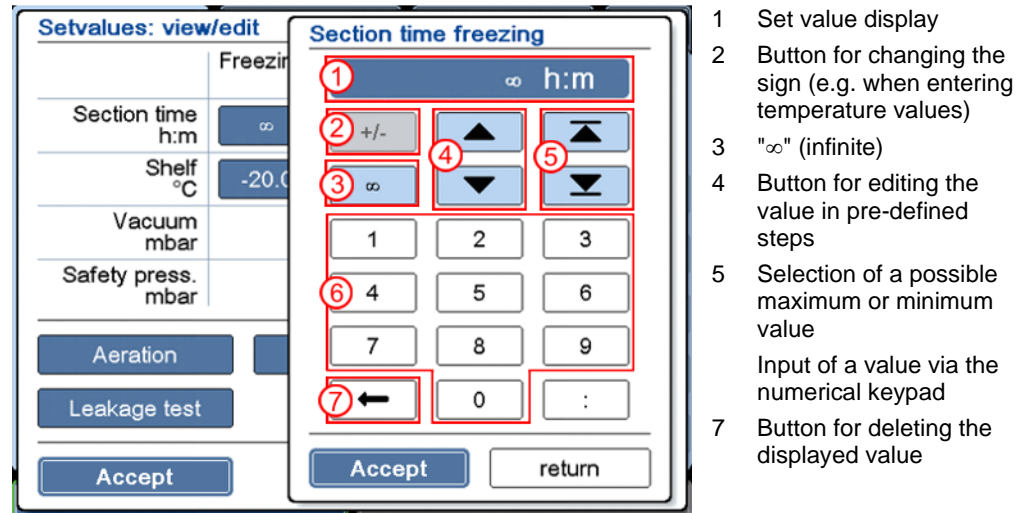 Setvalues: view/edit
Freezin
Section time
h:m
∞
Shelf
°C
-20.0
Vacuum
mbar
Safety press.
mbar
Aeration
Leakage test
Accept
Section time freezing
1
∞ h:m
2 +/-
4
5
3 ∞
1 2 3
6 4 5 6
7 8 9
7 0 :
Accept return
1 Set value display
2 Button for changing the
sign (e.g. when entering
temperature values)
3 "∞" (infinite)
4 Button for editing the
value in pre-defined
steps
5 Selection of a possible
maximum or minimum
value
Input of a value via the
numerical keypad
7 Button for deleting the
displayed value